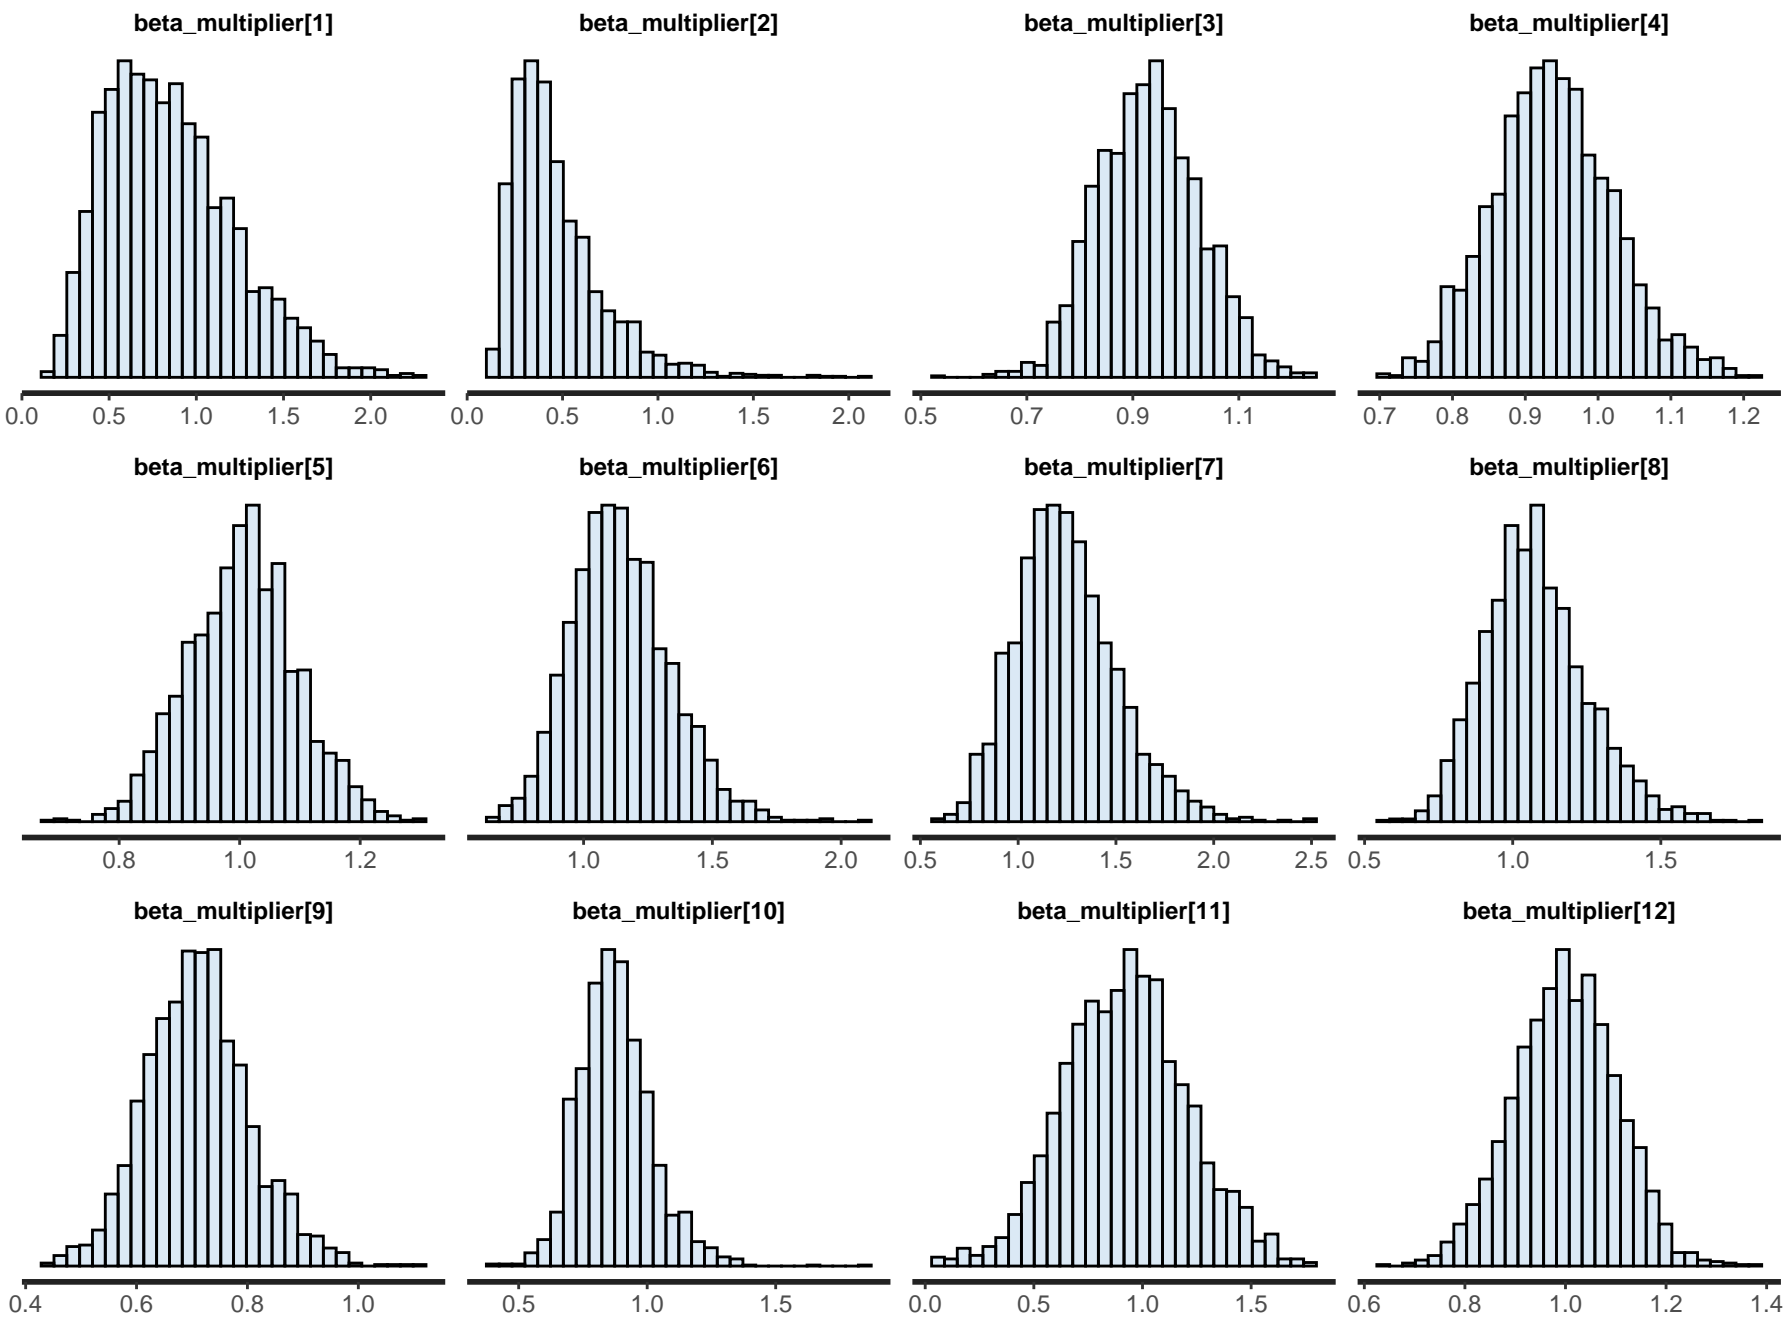 beta_multiplier[1] beta_multiplier[2] beta_multiplier[3] beta_multiplier[4]
0.0 0.5 1.0 1.5 2.0 0.0 0.5 1.0 1.5 2.0 0.5 0.7 0.9 1.1 0.7 0.8 0.9 1.0 1.1 1.2
beta_multiplier[5] beta_multiplier[6] beta_multiplier[7] beta_multiplier[8]
0.8 1.0 1.2 1.0 1.5 2.0 0.5 1.0 1.5 2.0 2.5 0.5 1.0 1.5
beta_multiplier[9] beta_multiplier[10] beta_multiplier[11] beta_multiplier[12]
0.4 0.6 0.8 1.0 0.5 1.0 1.5 0.0 0.5 1.0 1.5 0.6 0.8 1.0 1.2 1.4